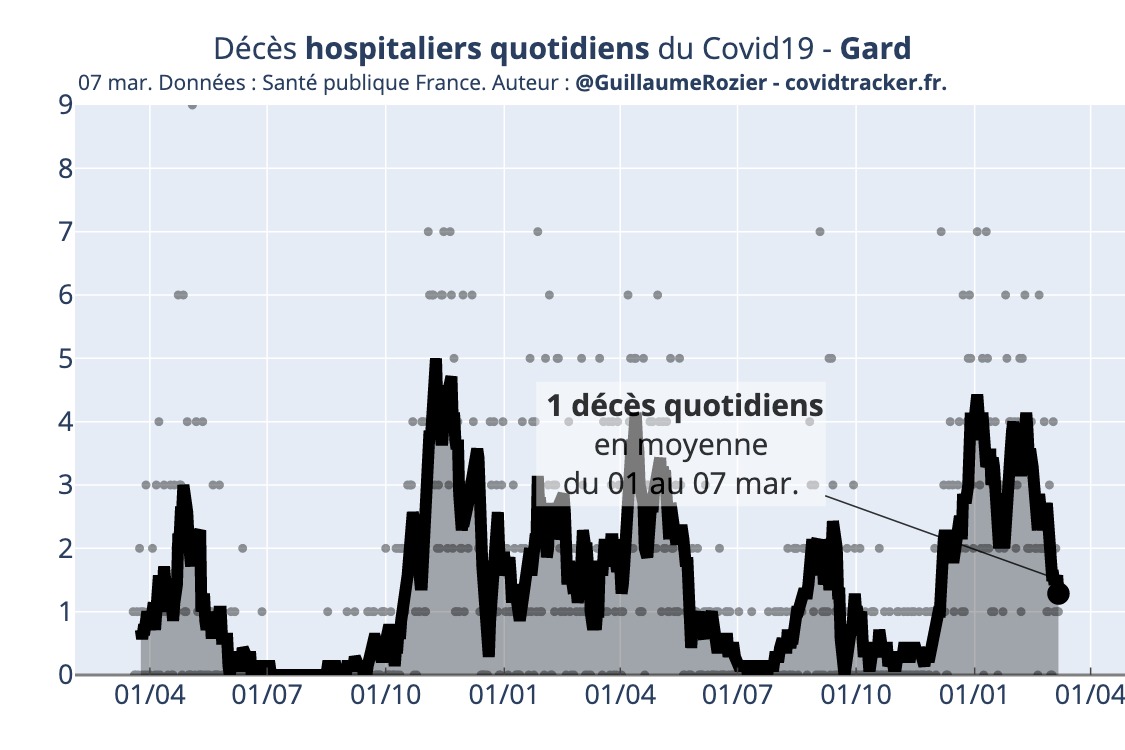 Décès hospitaliers quotidiens du Covid19 - Gard
07 mar. Données : Santé publique France. Auteur : @GuillaumeRozier - covidtracker.fr.
9
8
7
6
5
4
3
2
1
0
1 décès quotidiens
en moyenne
du 01 au 07 mar.
01/04 01/07 01/10 01/01 01/04 01/07 01/10 01/01 01/04